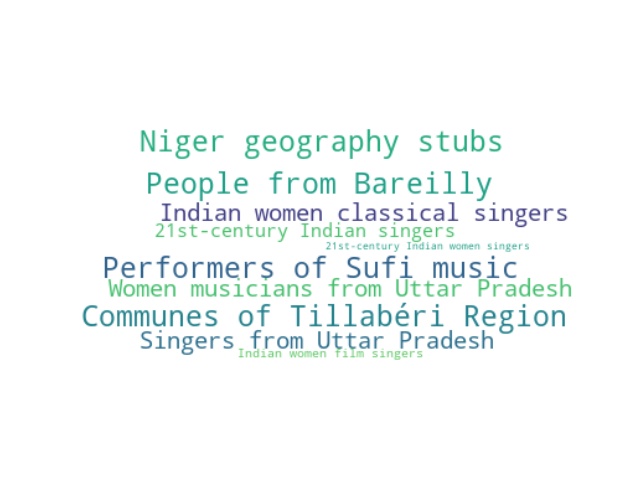 Niger geography stubs
People from Bareilly
Indian women classical singers
21st-century Indian singers
21st-century Indian women singers
Performers of Sufi music
Women musicians from Uttar Pradesh
Communes of Tillabéri Region
Singers from Uttar Pradesh
Indian women film singers